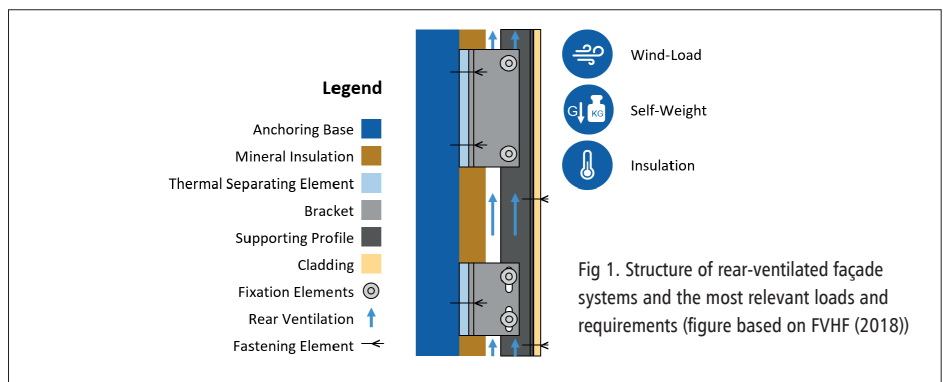 Legend
Anchoring Base
Mineral Insulation
Thermal Separating Element
Bracket
Supporting Profile
Cladding
Fixation Elements
Rear Ventilation
Fastening Element
Wind-Load
G KG
Self-Weight
Insulation
Fig 1. Structure of rear-ventilated façade
systems and the most relevant loads and
requirements (figure based on FVHF (2018))